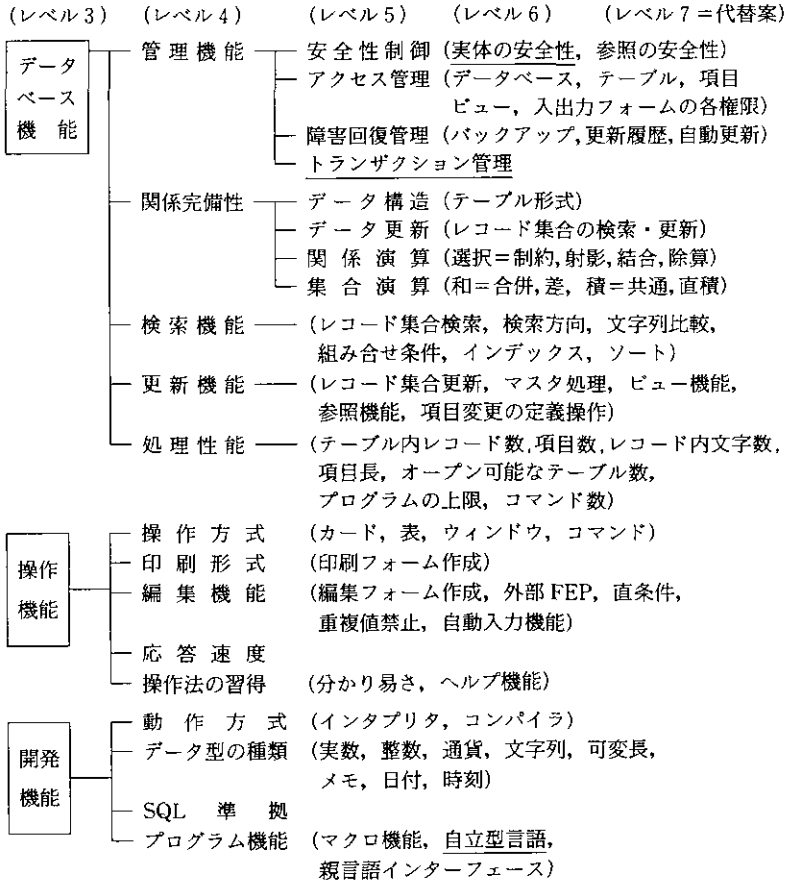 (レベル3) (レベル4) (レベル5) (レベル6) (レベル7=代替案)
データベース機能
管理機能 安全性制御 (実体の安全性, 参照の安全性)
アクセス管理 (データベース, テーブル, 項目
ビュー, 入出力フォームの各権限)
障害回復管理 (バックアップ, 更新履歴, 自動更新)
トランザクション管理
関係完備性 データ構造 (テーブル形式)
データ更新 (レコード集合の検索・更新)
関係演算 (選択=制約, 射影, 結合, 除算)
集合演算 (和=合併, 差, 積=共通, 直積)
検索機能 (レコード集合検索, 検索方向, 文字列比較,
組み合せ条件, インデックス, ソート)
更新機能 (レコード集合更新, マスタ処理, ビュー機能,
参照機能, 項目変更の定義操作)
処理性能 (テーブル内レコード数, 項目数, レコード内文字数,
項目長, オープン可能なテーブル数,
プログラムの上限, コマンド数)
操作機能
操作方式 (カード, 表, ウィンドウ, コマンド)
印刷形式 (印刷フォーム作成)
編集機能 (編集フォーム作成, 外部FEP, 直条件,
重複値禁止, 自動入力機能)
応答速度
操作法の習得 (分かり易さ, ヘルプ機能)
開発機能
動作方式 (インタプリタ, コンパイラ)
データ型の種類 (実数, 整数, 通貨, 文字列, 可変長,
メモ, 日付, 時刻)
SQL準拠
プログラム機能 (マクロ機能, 自立型言語,
親言語インターフェース)